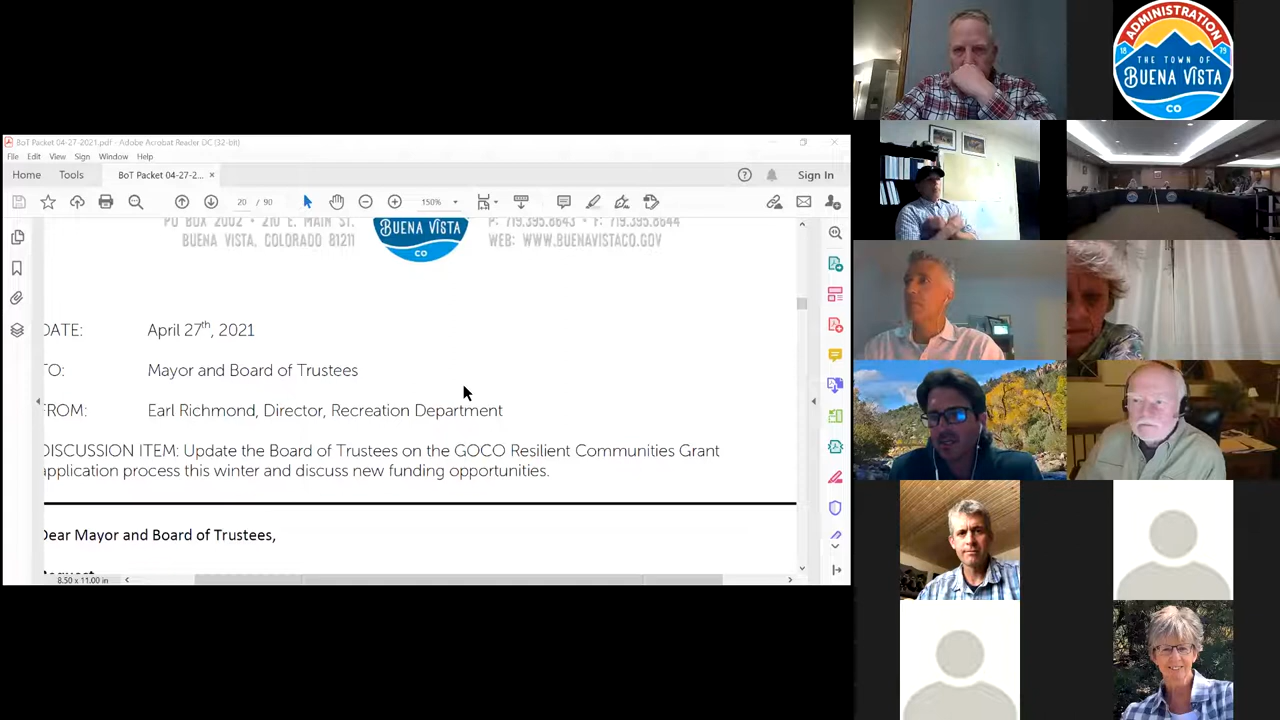 BoT Packet 04-27-2021.pdf - Adobe Acrobat Reader DC (32-bit)
File Edit View Sign Window Help
Home Tools BoT Packet 04-27-2... × Sign In
20 / 90 150%
PO BOX 2002 • 210 E. MAIN ST.
BUENA VISTA, COLORADO 81211
BUENA VISTA
CO
P: 719.395.8643 • F: 719.395.8644
WEB: WWW.BUENAVISTACO.GOV
DATE: April 27th, 2021
TO: Mayor and Board of Trustees
FROM: Earl Richmond, Director, Recreation Department
DISCUSSION ITEM: Update the Board of Trustees on the GOCO Resilient Communities Grant
application process this winter and discuss new funding opportunities.
Dear Mayor and Board of Trustees,
Request
8.50 x 11.00 in
ADMINISTRATION
18 79
THE TOWN OF
BUENA VISTA
CO